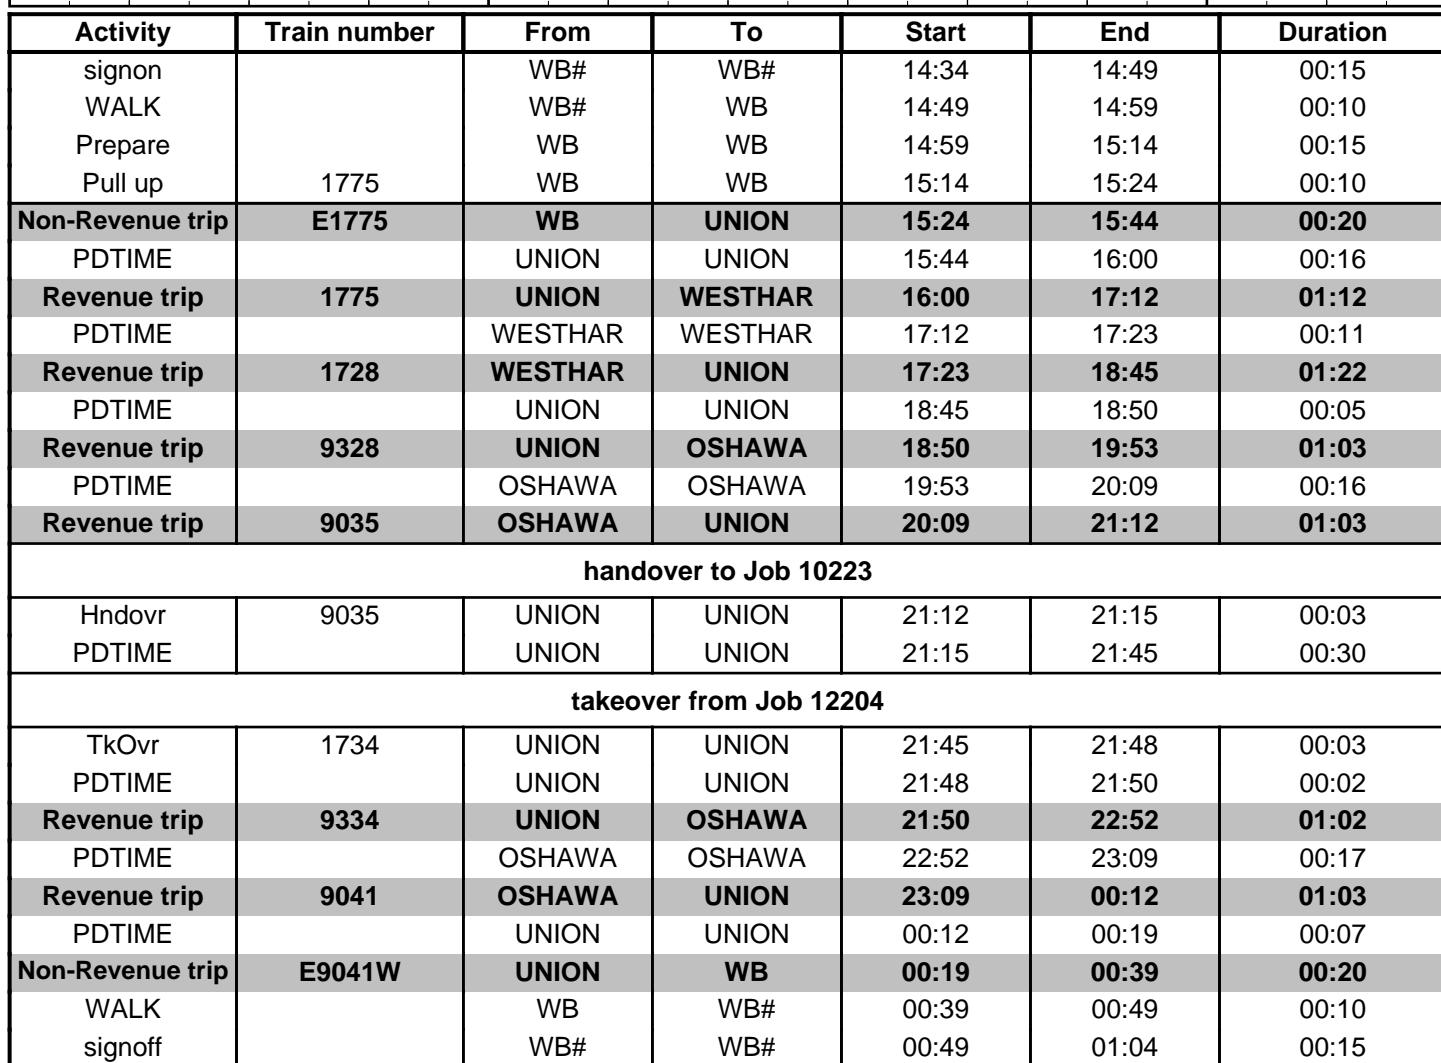 Activity Train number From To Start End Duration
signon WB# WB# 14:34 14:49 00:15
WALK WB# WB 14:49 14:59 00:10
Prepare WB WB 14:59 15:14 00:15
Pull up 1775 WB WB 15:14 15:24 00:10
Non-Revenue trip E1775 WB UNION 15:24 15:44 00:20
PDTIME UNION UNION 15:44 16:00 00:16
Revenue trip 1775 UNION WESTHAR 16:00 17:12 01:12
PDTIME WESTHAR WESTHAR 17:12 17:23 00:11
Revenue trip 1728 WESTHAR UNION 17:23 18:45 01:22
PDTIME UNION UNION 18:45 18:50 00:05
Revenue trip 9328 UNION OSHAWA 18:50 19:53 01:03
PDTIME OSHAWA OSHAWA 19:53 20:09 00:16
Revenue trip 9035 OSHAWA UNION 20:09 21:12 01:03
handover to Job 10223
Hndovr 9035 UNION UNION 21:12 21:15 00:03
PDTIME UNION UNION 21:15 21:45 00:30
takeover from Job 12204
TkOvr 1734 UNION UNION 21:45 21:48 00:03
PDTIME UNION UNION 21:48 21:50 00:02
Revenue trip 9334 UNION OSHAWA 21:50 22:52 01:02
PDTIME OSHAWA OSHAWA 22:52 23:09 00:17
Revenue trip 9041 OSHAWA UNION 23:09 00:12 01:03
PDTIME UNION UNION 00:12 00:19 00:07
Non-Revenue trip E9041W UNION WB 00:19 00:39 00:20
WALK WB WB# 00:39 00:49 00:10
signoff WB# WB# 00:49 01:04 00:15